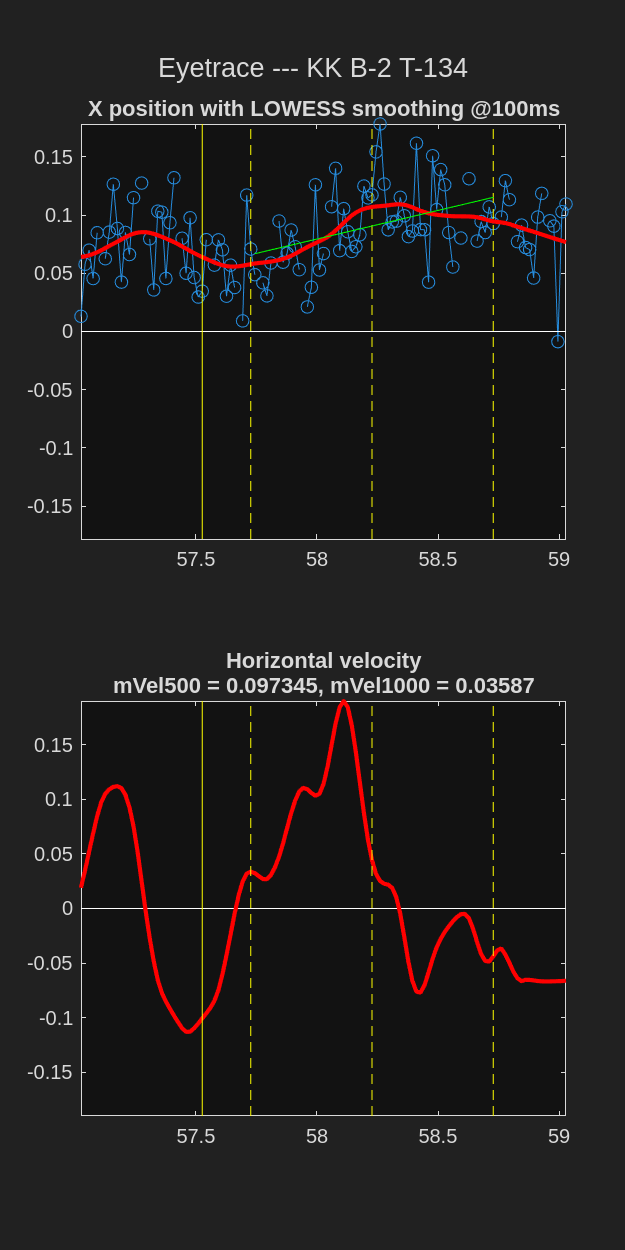 Eyetrace --- KK B-2 T-134
X position with LOWESS smoothing @100ms
0.15
0.1
0.05
0
-0.05
-0.1
-0.15
57.5 58 58.5 59
Horizontal velocity
mVel500 = 0.097345, mVel1000 = 0.03587
0.15
0.1
0.05
0
-0.05
-0.1
-0.15
57.5 58 58.5 59